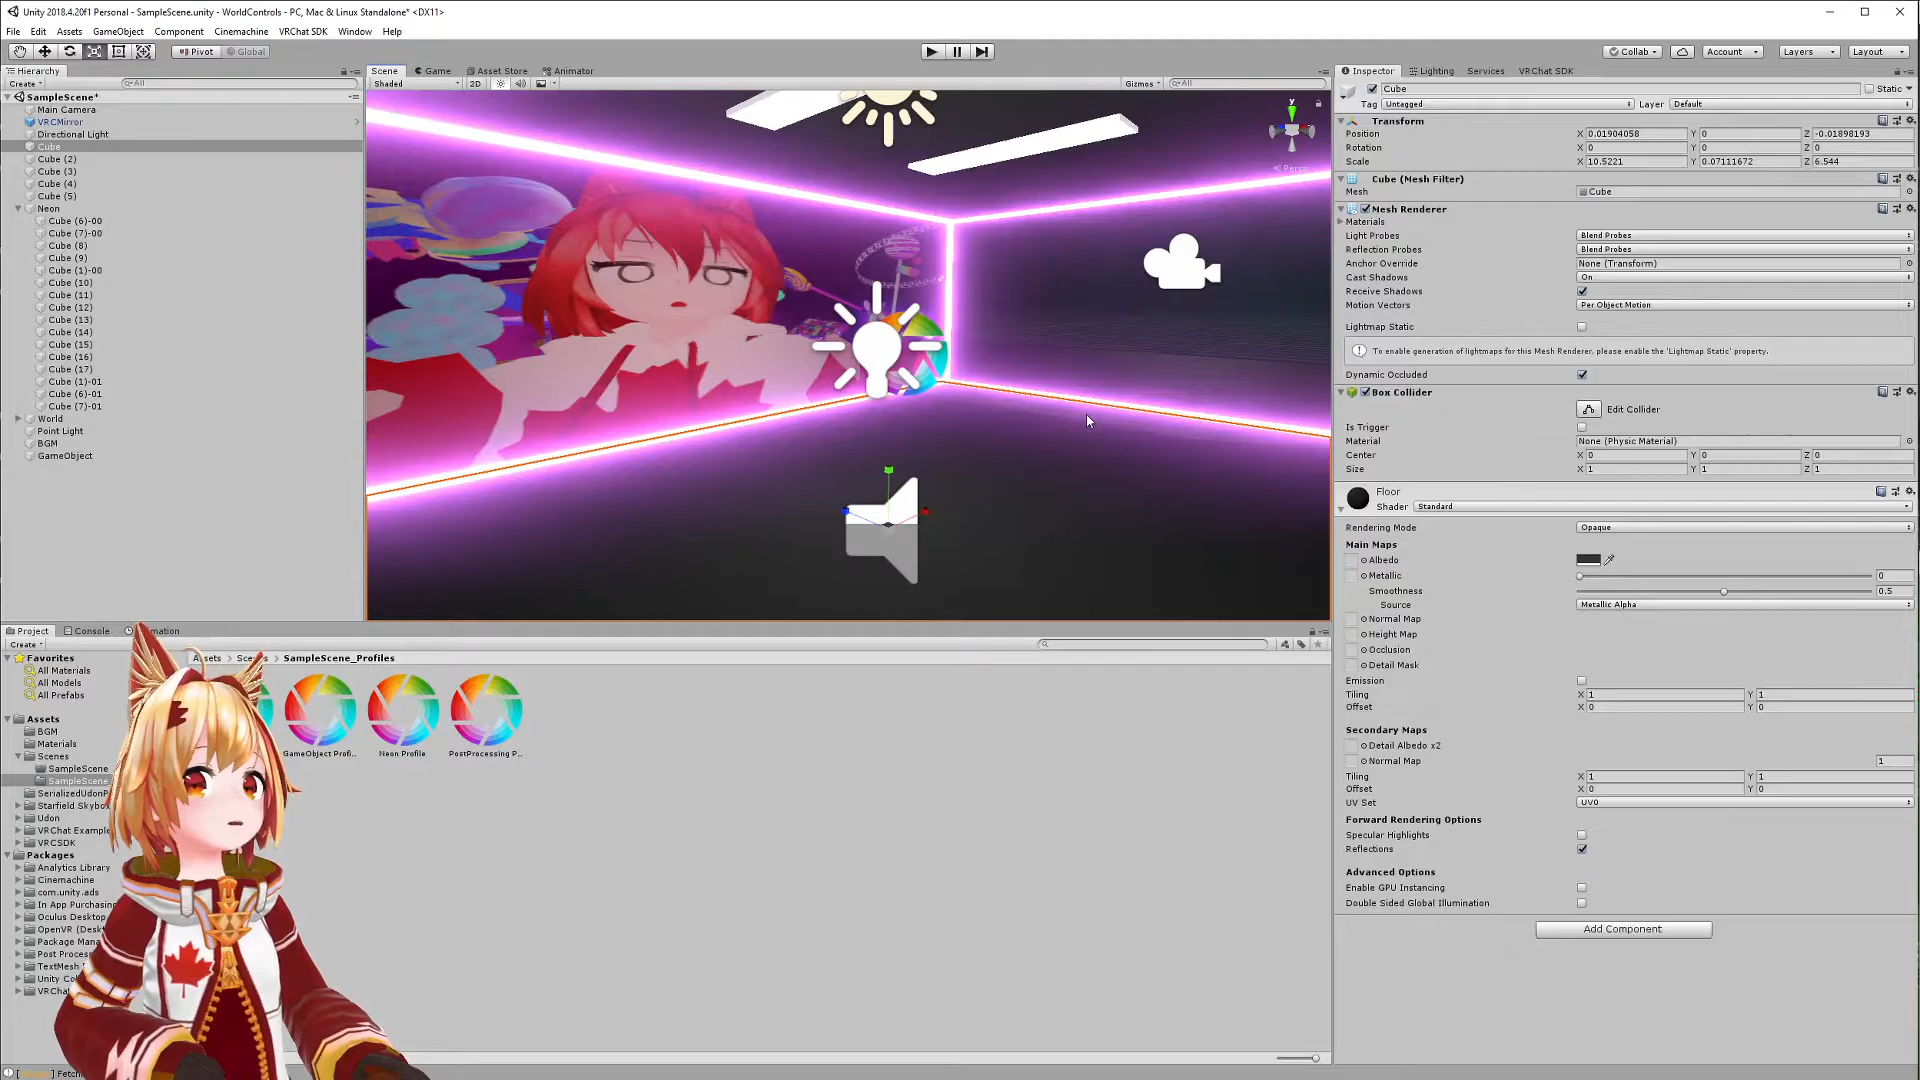 Unity 2018.4.20f1 Personal - SampleScene.unity - WorldControls - PC, Mac & Linux Standalone* <DX11>
File Edit Assets GameObject Component Cinemachine VRChat SDK Window Help
Pivot Global Collab Account Layers Layout
Hierarchy
Create All
SampleScene*
Main Camera
VRCMirror
Directional Light
Cube
Cube (2)
Cube (3)
Cube (4)
Cube (5)
Neon
Cube (6)-00
Cube (7)-00
Cube (8)
Cube (9)
Cube (1)-00
Cube (10)
Cube (11)
Cube (12)
Cube (13)
Cube (14)
Cube (15)
Cube (16)
Cube (17)
Cube (1)-01
Cube (6)-01
Cube (7)-01
World
Point Light
BGM
GameObject
Scene Game Asset Store Animator
Shaded 2D Gizmos All
y
Persp
Inspector Lighting Services VRChat SDK
Cube Static
Tag Untagged Layer Default
Transform
Position X 0.01904058 Y 0 Z -0.01898193
Rotation X 0 Y 0 Z 0
Scale X 10.5221 Y 0.07111672 Z 6.544
Cube (Mesh Filter)
Mesh Cube
Mesh Renderer
Materials
Light Probes Blend Probes
Reflection Probes Blend Probes
Anchor Override None (Transform)
Cast Shadows On
Receive Shadows
Motion Vectors Per Object Motion
Lightmap Static
To enable generation of lightmaps for this Mesh Renderer, please enable the 'Lightmap Static' property.
Dynamic Occluded
Box Collider
Edit Collider
Is Trigger
Material None (Physic Material)
Center X 0 Y 0 Z 0
Size X 1 Y 1 Z 1
Floor
Shader Standard
Rendering Mode Opaque
Main Maps
Albedo
Metallic 0
Smoothness 0.5
Source Metallic Alpha
Normal Map
Height Map
Occlusion
Detail Mask
Emission
Tiling X 1 Y 1
Offset X 0 Y 0
Secondary Maps
Detail Albedo x2
Normal Map 1
Tiling X 1 Y 1
Offset X 0 Y 0
UV Set UV0
Forward Rendering Options
Specular Highlights
Reflections
Advanced Options
Enable GPU Instancing
Double Sided Global Illumination
Add Component
Project Console
Create
Favorites
All Materials
All Models
All Prefabs
Assets
BGM
Materials
Scenes
SampleScene
SampleScene
SerializedUdonP
Starfield Skybo
Udon
VRChat Example
VRCSDK
Packages
Analytics Library
Cinemachine
com.unity.ads
In App Purchasing
Oculus Desktop
OpenVR (Desk
Package Mana
Post Process
TextMesh
Unity Co
VRCha
Assets SampleScene_Profiles
GameObject Profi.. Neon Profile PostProcessing P..